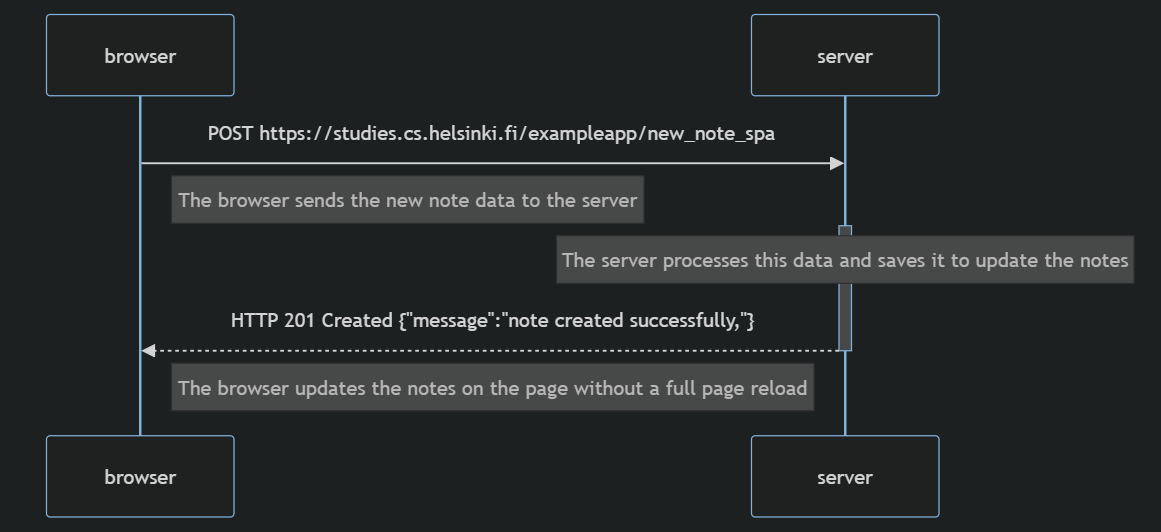 browser
server
POST https://studies.cs.helsinki.fi/exampleapp/new_note_spa
The browser sends the new note data to the server
The server processes this data and saves it to update the notes
HTTP 201 Created {"message":"note created successfully,"}
The browser updates the notes on the page without a full page reload
browser
server